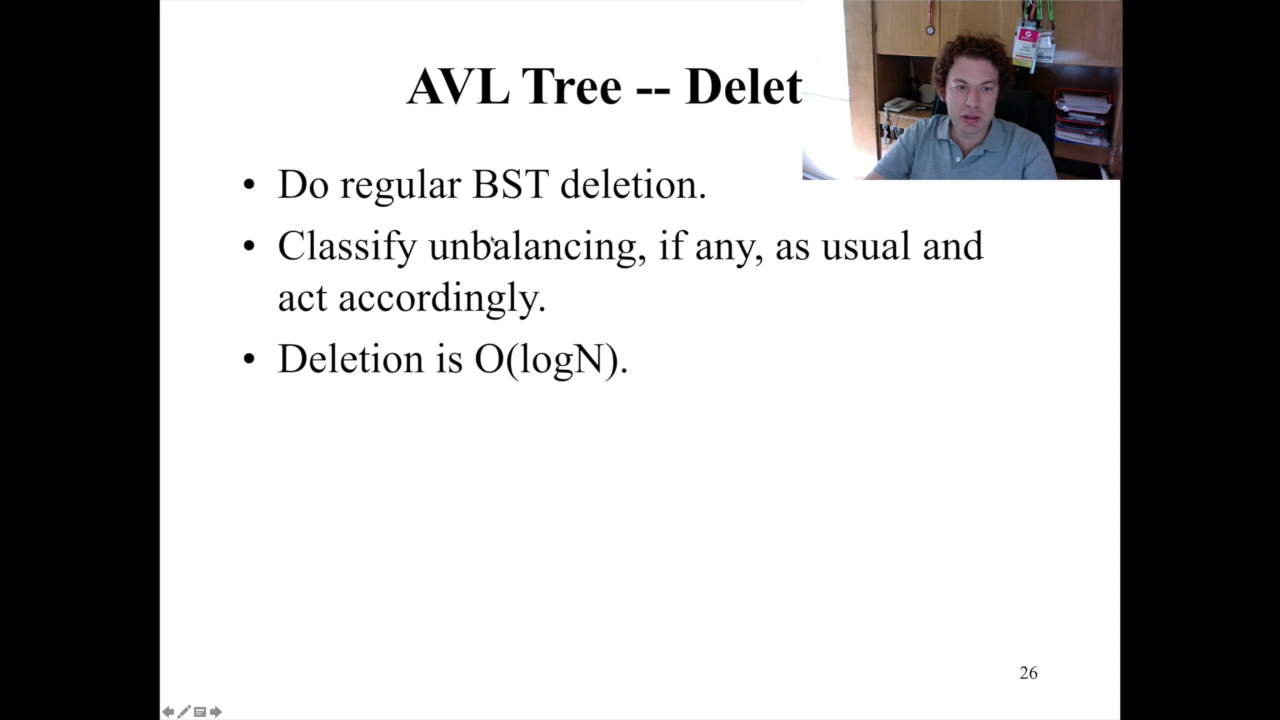 AVL Tree -- Delet
• Do regular BST deletion.
• Classify unbalancing, if any, as usual and
act accordingly.
• Deletion is O(logN).
26